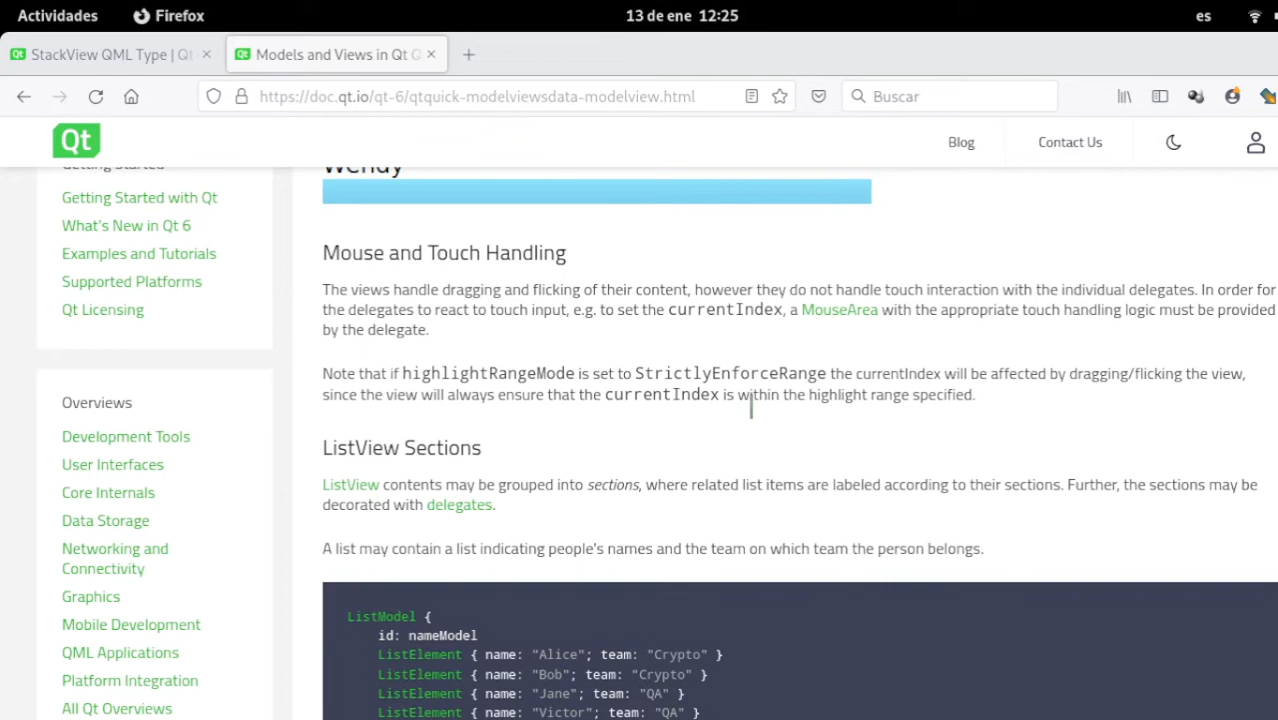 Actividades Firefox 13 de ene 12:25 es
StackView QML Type | Qt × Models and Views in Qt Q × +
https://doc.qt.io/qt-6/qtquick-modelviewsdata-modelview.html Buscar
Qt Blog Contact Us
Getting Started
Getting Started with Qt
What's New in Qt 6
Examples and Tutorials
Supported Platforms
Qt Licensing
Overviews
Development Tools
User Interfaces
Core Internals
Data Storage
Networking and
Connectivity
Graphics
Mobile Development
QML Applications
Platform Integration
All Qt Overviews
Wendy
Mouse and Touch Handling
The views handle dragging and flicking of their content, however they do not handle touch interaction with the individual delegates. In order for
the delegates to react to touch input, e.g. to set the currentIndex, a MouseArea with the appropriate touch handling logic must be provided
by the delegate.
Note that if highlightRangeMode is set to StrictlyEnforceRange the currentIndex will be affected by dragging/flicking the view,
since the view will always ensure that the currentIndex is within the highlight range specified.
ListView Sections
ListView contents may be grouped into sections, where related list items are labeled according to their sections. Further, the sections may be
decorated with delegates.
A list may contain a list indicating people's names and the team on which team the person belongs.
ListModel {
id: nameModel
ListElement { name: "Alice"; team: "Crypto" }
ListElement { name: "Bob"; team: "Crypto" }
ListElement { name: "Jane"; team: "QA" }
ListElement { name: "Victor"; team: "QA" }